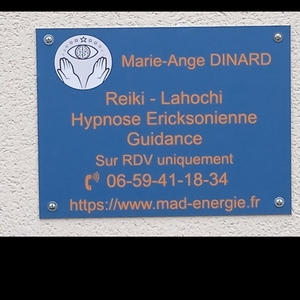 Marie-Ange DINARD
Reiki - Lahochi
Hypnose Ericksonienne
Guidance
Sur RDV uniquement
06-59-41-18-34
https://www.mad-energie.fr